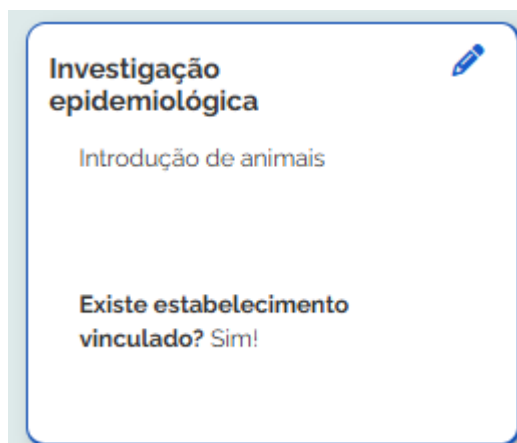 Investigação
epidemiológica
Introdução de animais
Existe estabelecimento
vinculado? Sim!